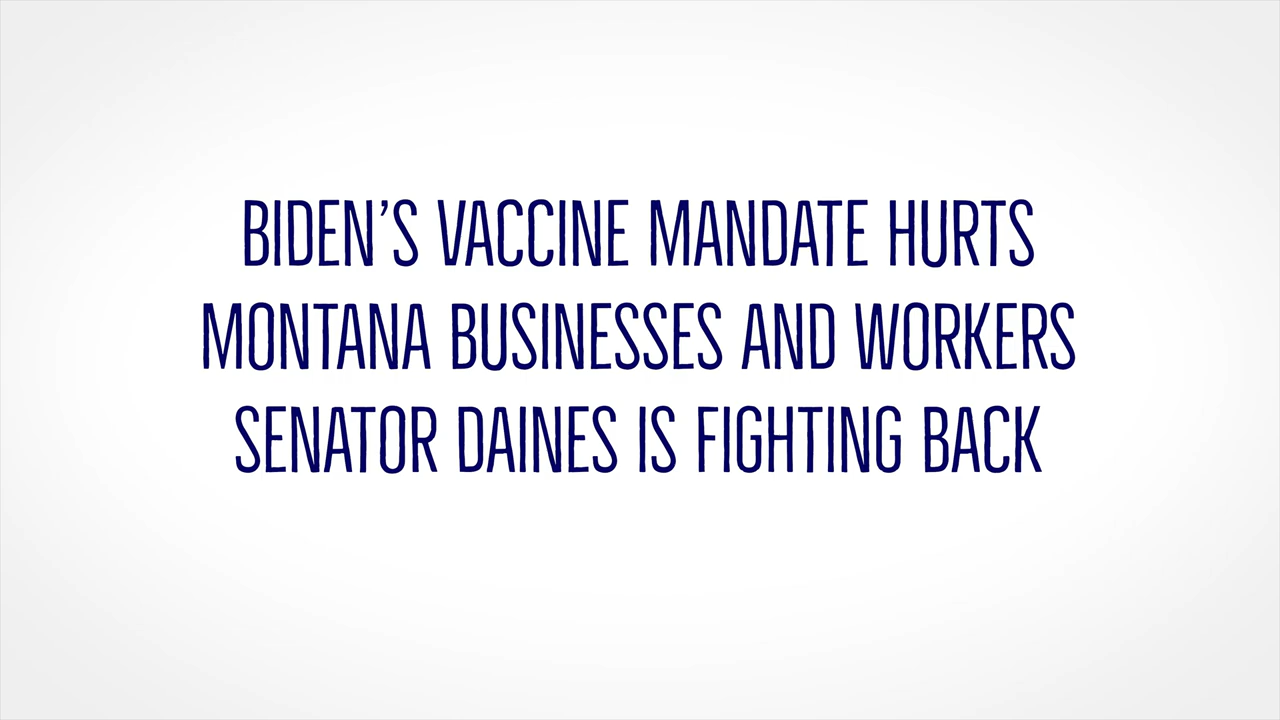 BIDEN’S VACCINE MANDATE HURTS
MONTANA BUSINESSES AND WORKERS
SENATOR DAINES IS FIGHTING BACK